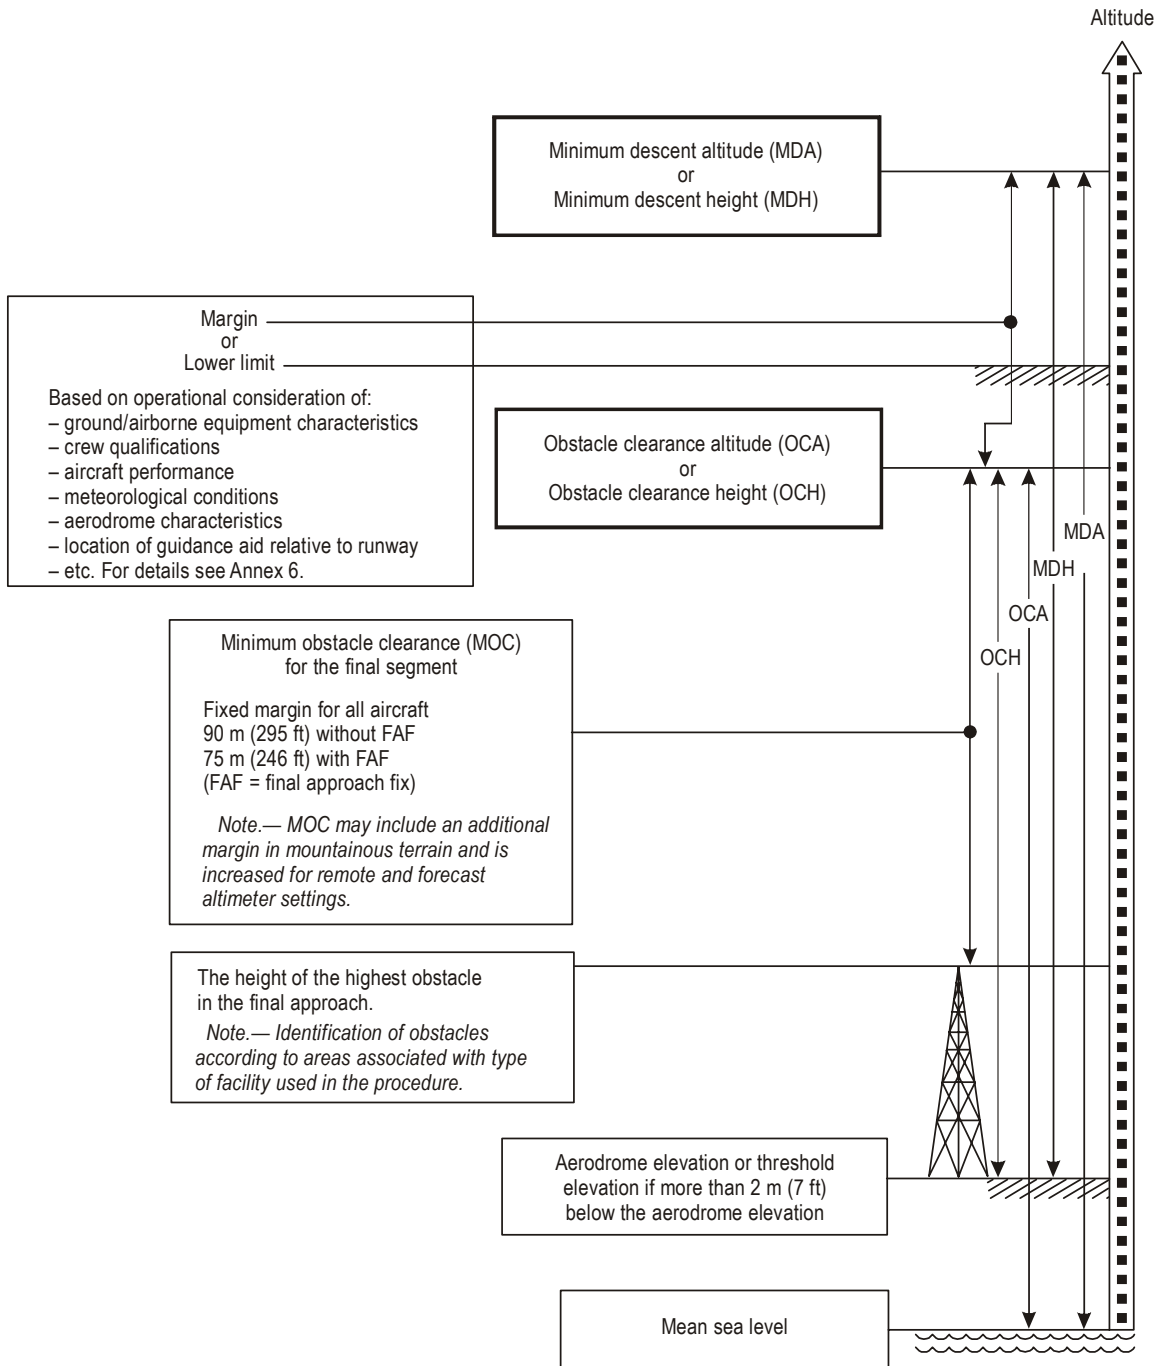 Altitude
Minimum descent altitude (MDA)
or
Minimum descent height (MDH)
Margin
or
Lower limit
Based on operational consideration of:
– ground/airborne equipment characteristics
– crew qualifications
– aircraft performance
– meteorological conditions
– aerodrome characteristics
– location of guidance aid relative to runway
– etc. For details see Annex 6.
Obstacle clearance altitude (OCA)
or
Obstacle clearance height (OCH)
MDA
MDH
OCA
OCH
Minimum obstacle clearance (MOC)
for the final segment
Fixed margin for all aircraft
90 m (295 ft) without FAF
75 m (246 ft) with FAF
(FAF = final approach fix)
Note.— MOC may include an additional
margin in mountainous terrain and is
increased for remote and forecast
altimeter settings.
The height of the highest obstacle
in the final approach.
Note.— Identification of obstacles
according to areas associated with type
of facility used in the procedure.
Aerodrome elevation or threshold
elevation if more than 2 m (7 ft)
below the aerodrome elevation
Mean sea level